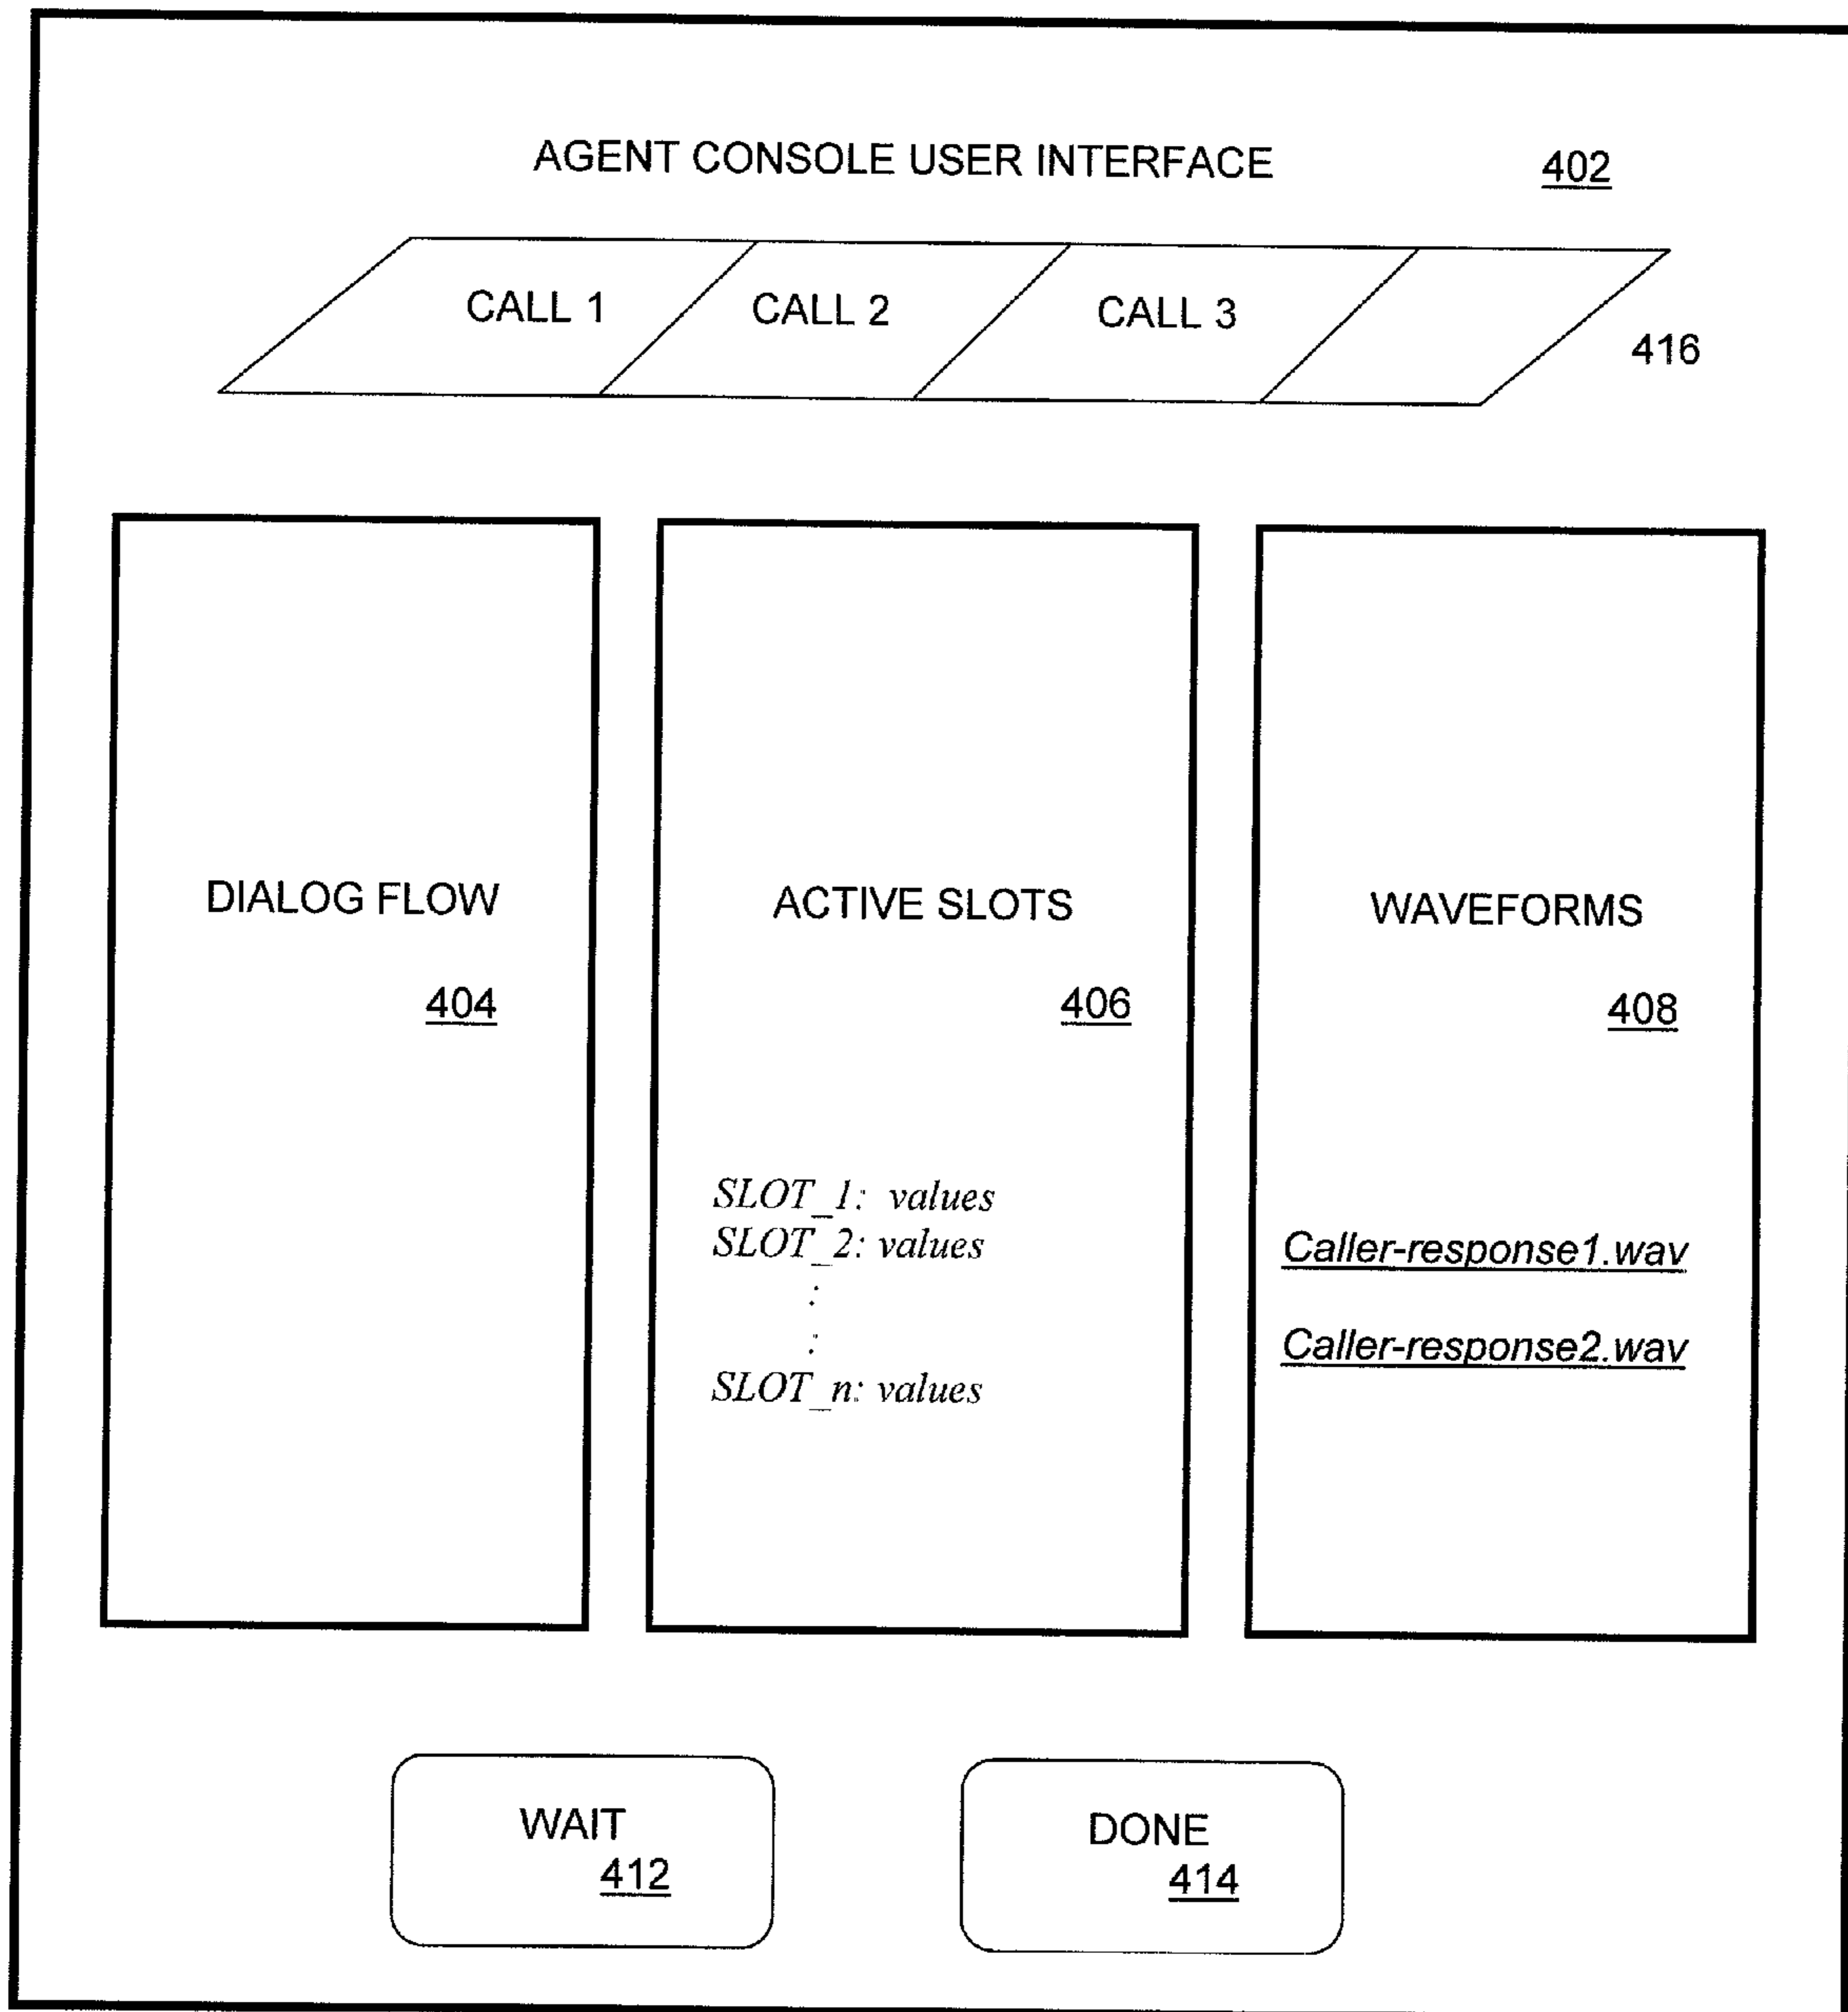 AGENT CONSOLE USER INTERFACE 402
CALL 1 CALL 2 CALL 3
416
DIALOG FLOW
404
ACTIVE SLOTS
406
SLOT_1: values
SLOT_2: values
:
:
SLOT_n: values
WAVEFORMS
408
Caller-response1.wav
Caller-response2.wav
WAIT
412
DONE
414